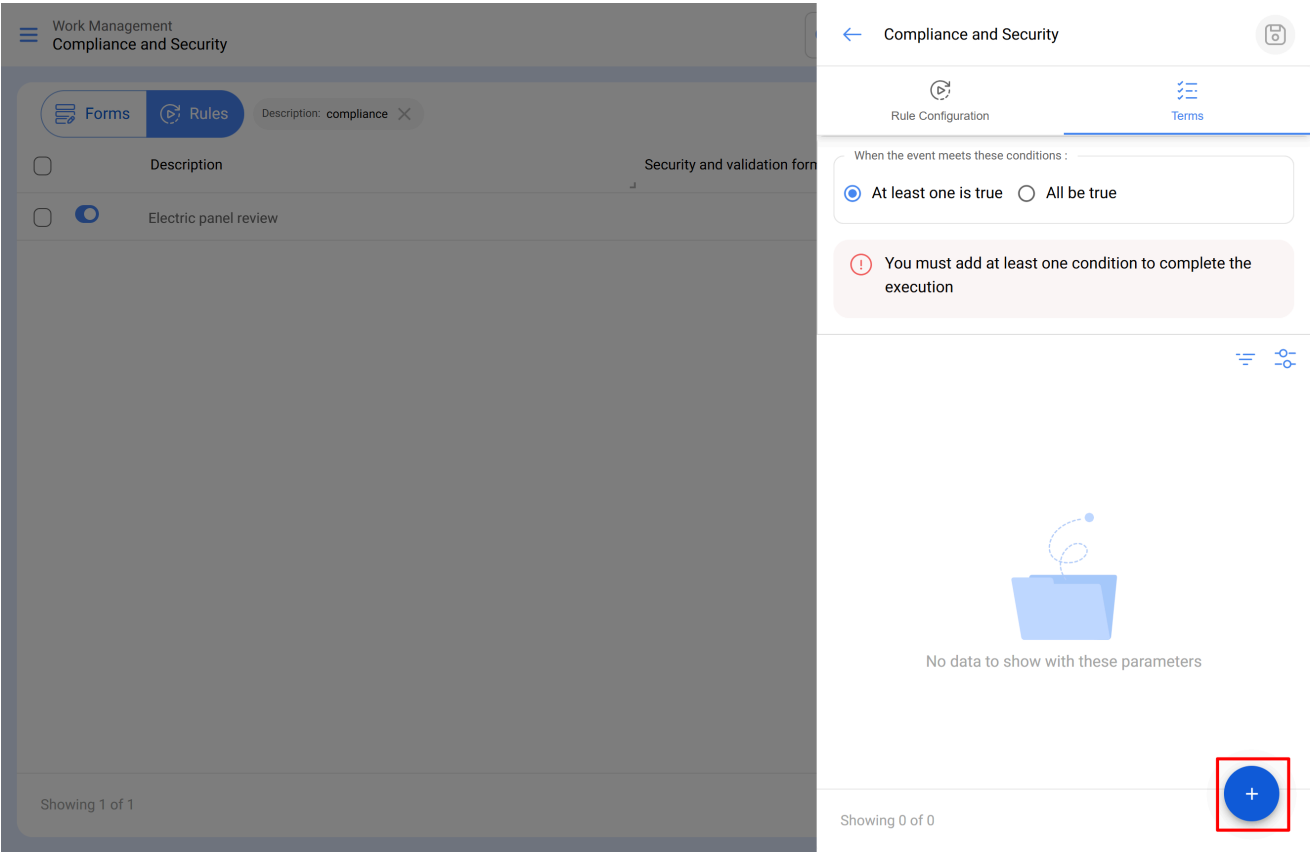 Work Management
Compliance and Security
Forms
Rules
Description: compliance
Description
Security and validation form
Electric panel review
Showing 1 of 1
Compliance and Security
Rule Configuration
Terms
When the event meets these conditions :
At least one is true
All be true
You must add at least one condition to complete the
execution
No data to show with these parameters
Showing 0 of 0